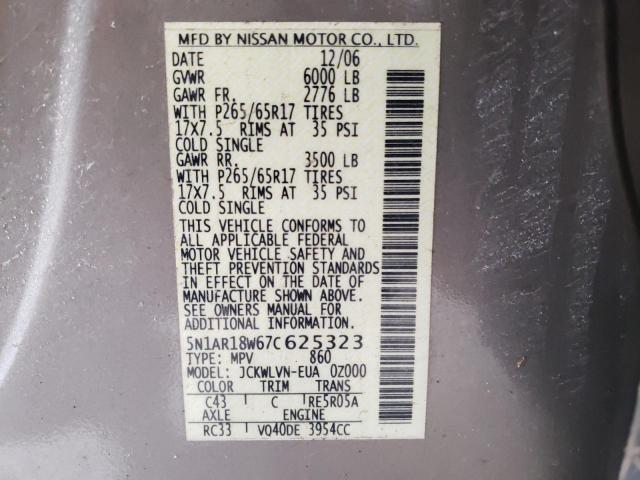 MFD BY NISSAN MOTOR CO., LTD.
DATE 12/06
GVWR 6000 LB
GAWR FR. 2776 LB
WITH P265/65R17 TIRES
17X7.5 RIMS AT 35 PSI
COLD SINGLE
GAWR RR. 3500 LB
WITH P265/65R17 TIRES
17X7.5 RIMS AT 35 PSI
COLD SINGLE
THIS VEHICLE CONFORMS TO
ALL APPLICABLE FEDERAL
MOTOR VEHICLE SAFETY AND
THEFT PREVENTION STANDARDS
IN EFFECT ON THE DATE OF
MANUFACTURE SHOWN ABOVE.
SEE OWNERS MANUAL FOR
ADDITIONAL INFORMATION.
5N1AR18W67C625323
TYPE: MPV 860
MODEL: JCKWLVN-EUA 0Z000
COLOR TRIM TRANS
C43 C RE5R05A
AXLE ENGINE
RC33 VQ40DE 3954CC